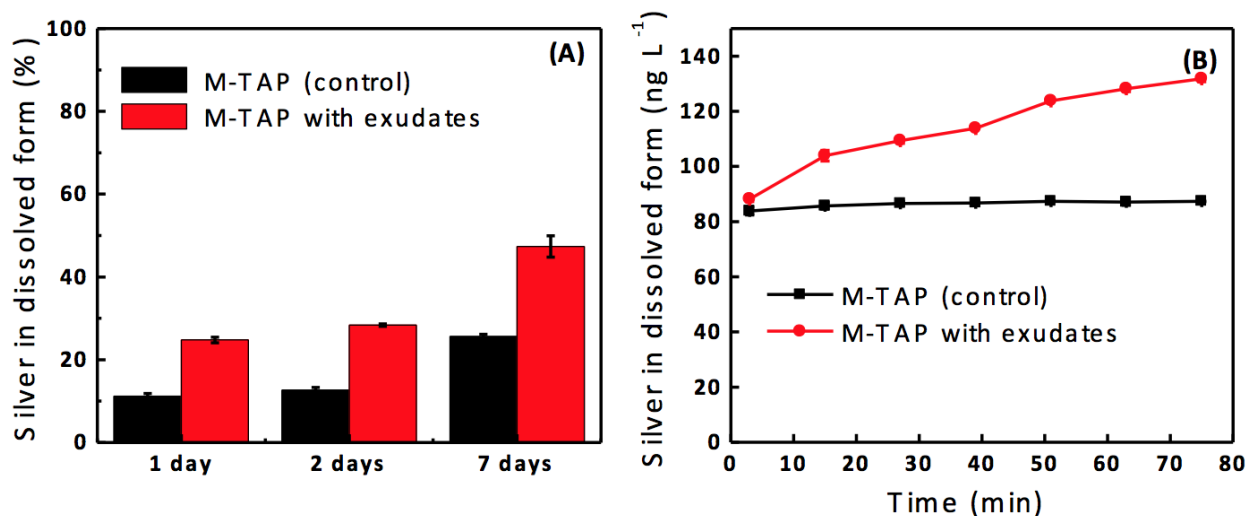 Silver in dissolved form (%)
100
80
60
40
20
0
(A)
M-TAP (control)
M-TAP with exudates
1 day 2 days 7 days
Silver in dissolved form (ng L⁻¹)
140
120
100
80
60
40
20
0
(B)
M-TAP (control)
M-TAP with exudates
0 10 20 30 40 50 60 70 80
Time (min)